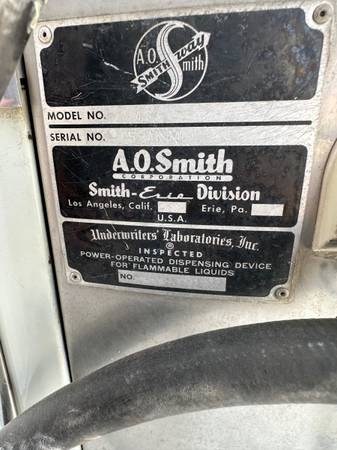 A.O. Smith
SMITHway
MODEL NO.
SERIAL NO.
A.O.Smith
CORPORATION
Smith-Erie Division
Los Angeles, Calif. Erie, Pa.
U.S.A.
Underwriters' Laboratories, Inc.
®
INSPECTED
POWER-OPERATED DISPENSING DEVICE
FOR FLAMMABLE LIQUIDS
NO.